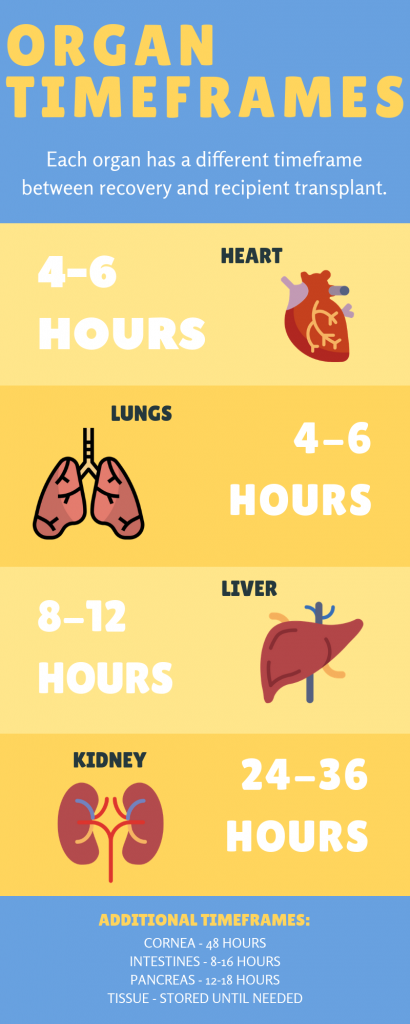 ORGAN
TIMEFRAMES
Each organ has a different timeframe
between recovery and recipient transplant.
HEART
4–6
HOURS
LUNGS
4–6
HOURS
LIVER
8–12
HOURS
KIDNEY
24–36
HOURS
ADDITIONAL TIMEFRAMES:
CORNEA - 48 HOURS
INTESTINES - 8-16 HOURS
PANCREAS - 12-18 HOURS
TISSUE - STORED UNTIL NEEDED